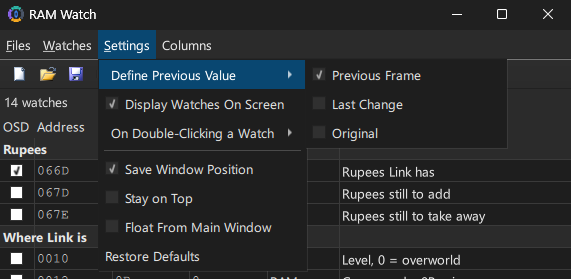 RAM Watch
Files Watches Settings Columns
Define Previous Value
Previous Frame
Last Change
Original
Display Watches On Screen
On Double-Clicking a Watch
Save Window Position
Stay on Top
Float From Main Window
Restore Defaults
14 watches
OSD Address
Rupees
066D Rupees Link has
067D Rupees still to add
067E Rupees still to take away
Where Link is
0010 Level, 0 = overworld